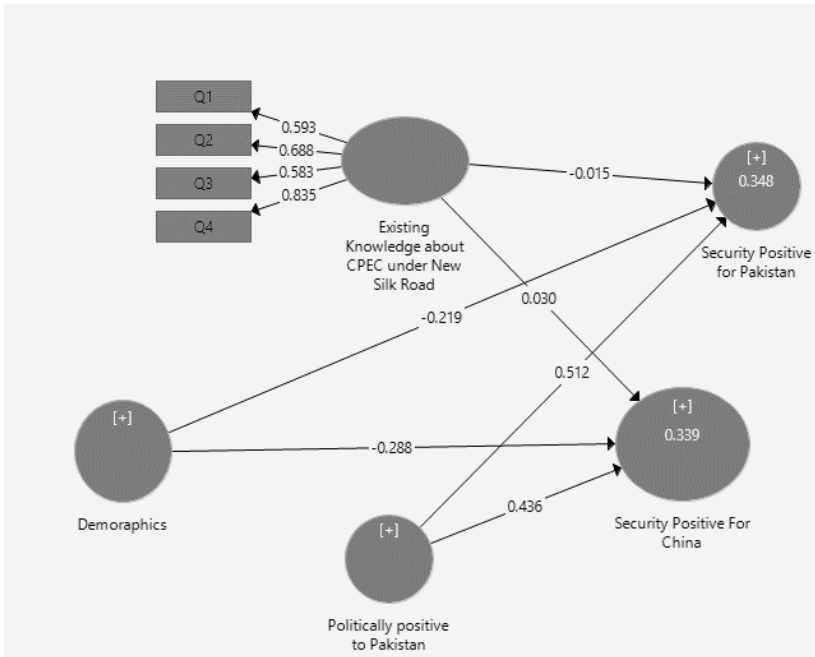 Q1
Q2
Q3
Q4
0.593
0.688
0.583
0.835
Existing
Knowledge about
CPEC under New
Silk Road
-0.015
[+]
0.348
Security Positive
for Pakistan
-0.219
0.030
0.512
[+]
Demoraphics
-0.288
0.436
[+]
0.339
Security Positive For
China
[+]
Politically positive
to Pakistan